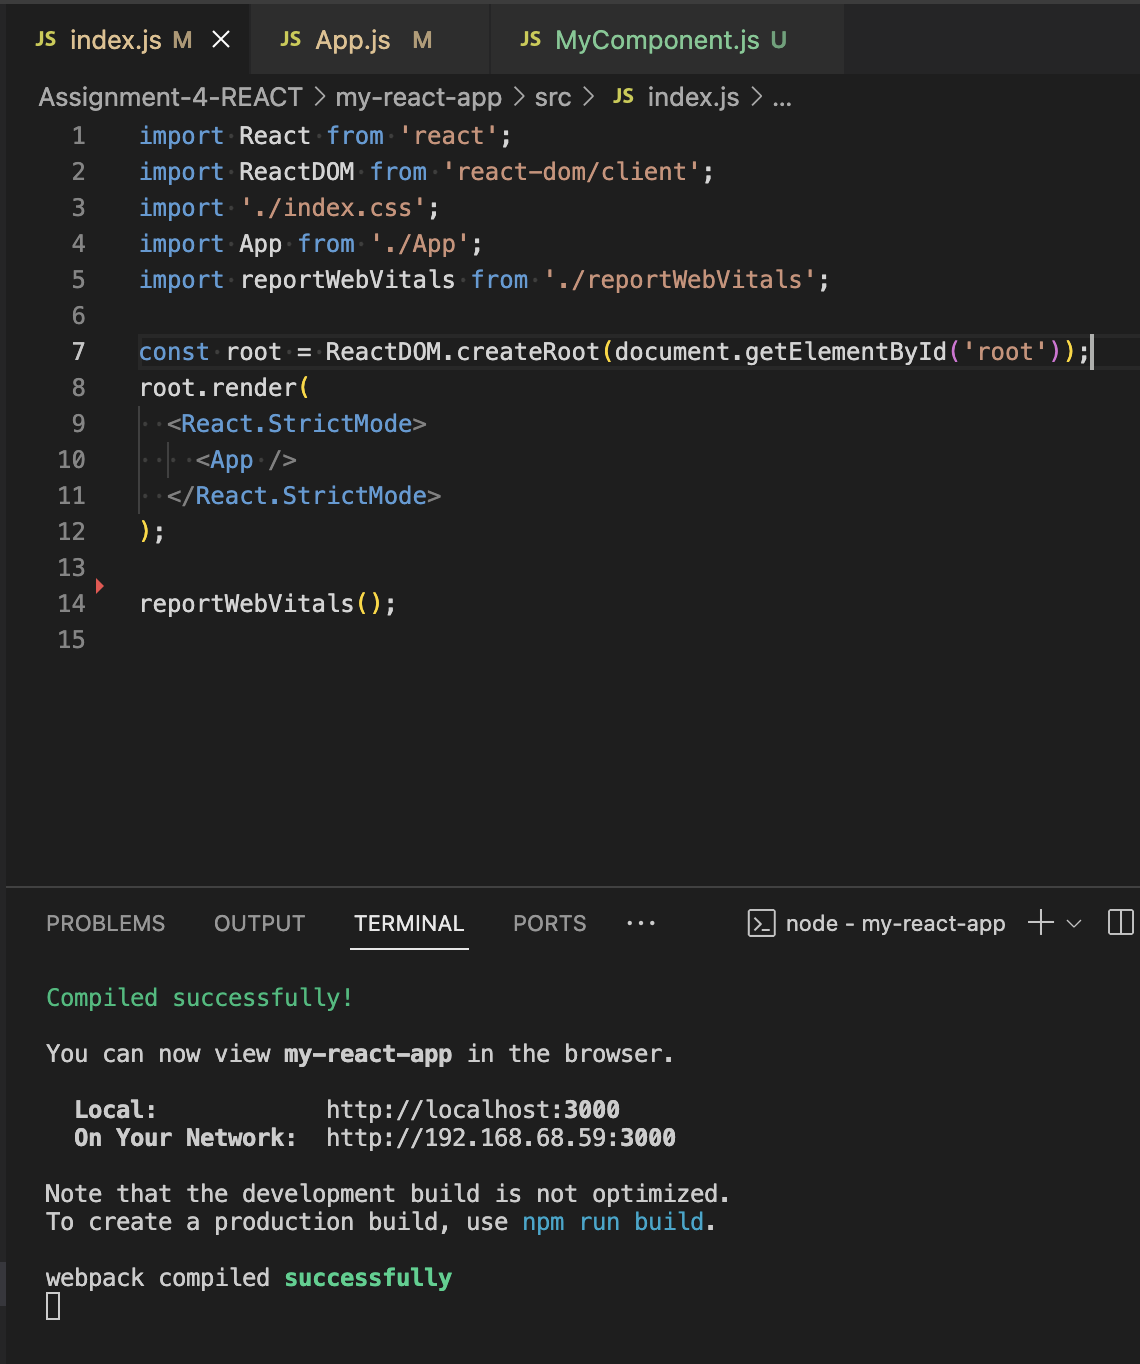 JS index.js M JS App.js M JS MyComponent.js U
Assignment-4-REACT > my-react-app > src > JS index.js > ...
1 import React from 'react';
2 import ReactDOM from 'react-dom/client';
3 import './index.css';
4 import App from './App';
5 import reportWebVitals from './reportWebVitals';
6
7 const root = ReactDOM.createRoot(document.getElementById('root'));
8 root.render(
9   <React.StrictMode>
10     <App />
11   </React.StrictMode>
12 );
13
14 reportWebVitals();
15
PROBLEMS OUTPUT TERMINAL PORTS ··· node - my-react-app
Compiled successfully!
You can now view my-react-app in the browser.
Local: http://localhost:3000
On Your Network: http://192.168.68.59:3000
Note that the development build is not optimized.
To create a production build, use npm run build.
webpack compiled successfully